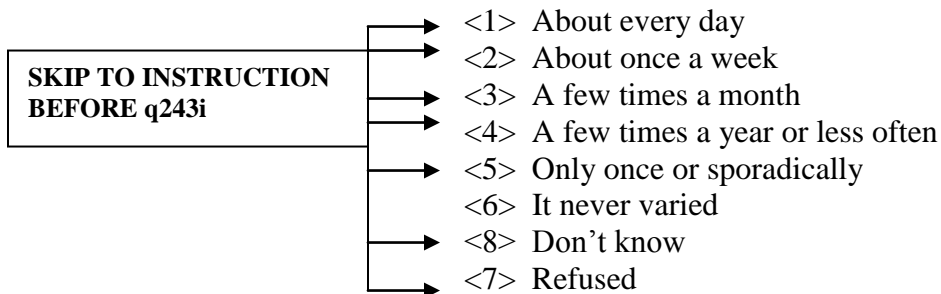 <1> About every day
<2> About once a week
SKIP TO INSTRUCTION
BEFORE q243i
<3> A few times a month
<4> A few times a year or less often
<5> Only once or sporadically
<6> It never varied
<8> Don’t know
<7> Refused